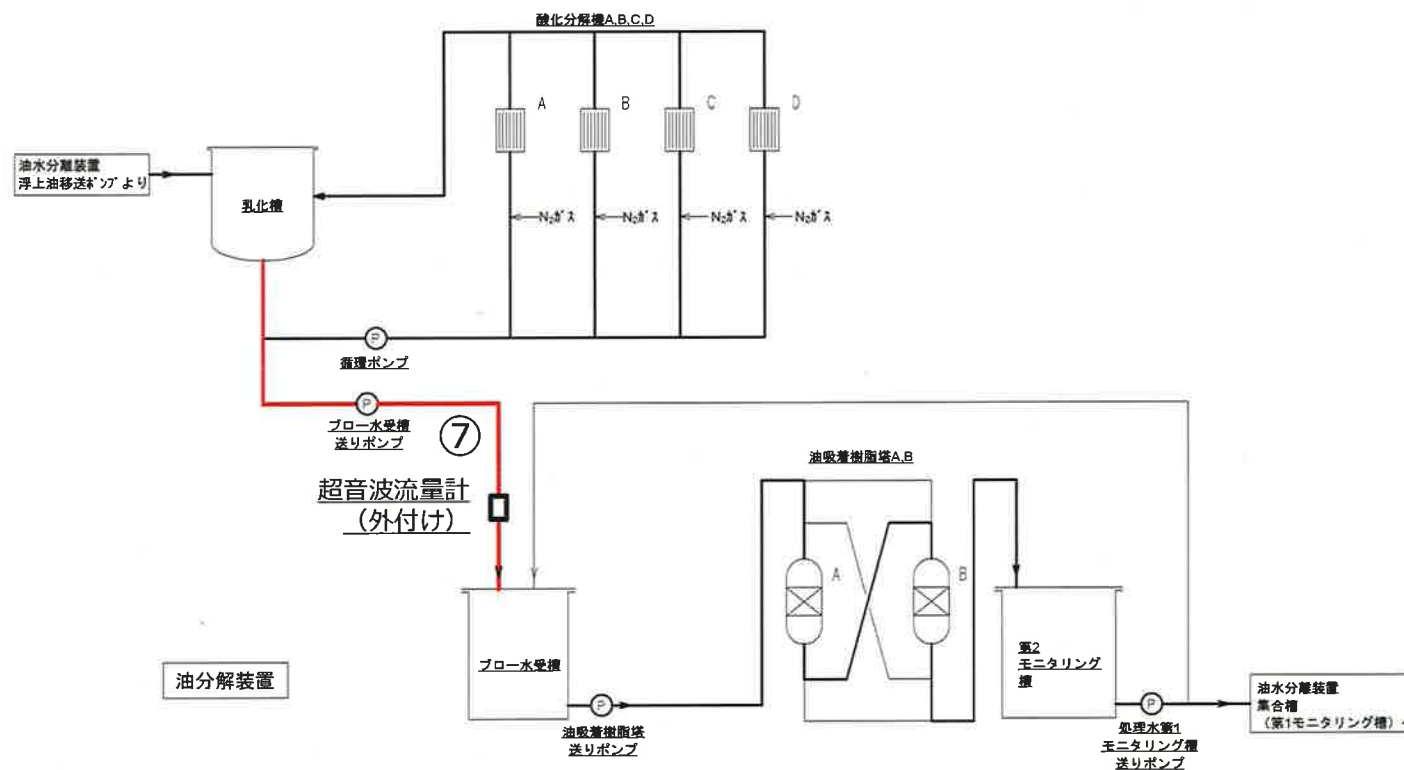 酸化分解機A,B,C,D
A
B
C
D
油水分離装置
浮上油移送ﾎﾟﾝﾌﾟより
乳化槽
N₂ｶﾞｽ
N₂ｶﾞｽ
N₂ｶﾞｽ
N₂ｶﾞｽ
P
循環ポンプ
P
ブロー水受槽
送りポンプ
⑦
超音波流量計
（外付け）
油吸着樹脂塔A,B
A
B
ブロー水受槽
第2
モニタリング
槽
油分解装置
P
油吸着樹脂塔
送りポンプ
P
処理水第1
モニタリング槽
送りポンプ
油水分離装置
集合槽
（第1モニタリング槽）